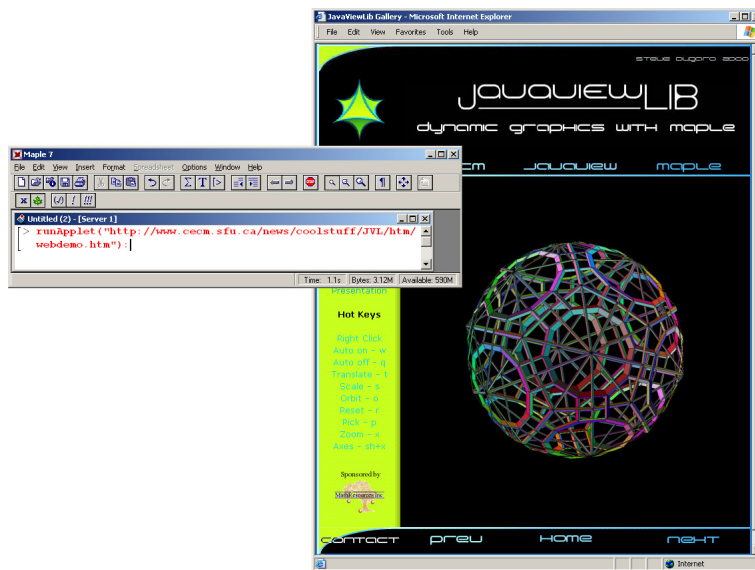 JavaViewLib Gallery - Microsoft Internet Explorer
File Edit View Favorites Tools Help
STEVE DUGARO 2000
JAVAVIEWLIB
dynamic graphics with maple
cm JAVAVIEW maple
Maple 7
File Edit View Insert Format Spreadsheet Options Window Help
STOP
Untitled (2) - [Server 1]
> runApplet("http://www.cecm.sfu.ca/news/coolstuff/JVL/htm/
webdemo.htm"):
Time: 1.1s Bytes: 3.12M Available: 590M
Presentation
Hot Keys
Right Click
Auto on - w
Auto off - q
Translate - t
Scale - s
Orbit - o
Reset - r
Pick - p
Zoom - x
Axes - sh+x
Sponsored by
MathResources Inc
contact prev Home next
Internet